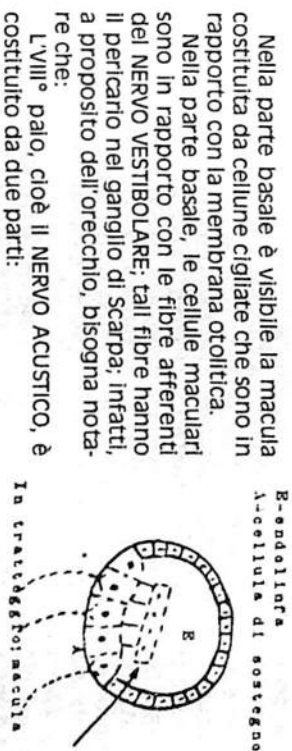 Nella parte basale è visibile la macula
costituita da cellune cigliate che sono in
rapporto con la membrana otolitica.
Nella parte basale, le cellule maculari
sono in rapporto con le fibre afferenti
del NERVO VESTIBOLARE; tali fibre hanno
il pericario nel ganglio di Scarpa; infatti,
a proposito dell'orecchio, bisogna nota-
re che:
L'VIII° paio, cioè il NERVO ACUSTICO, è
costituito da due parti:
E-endolinfa
A-cellula di sostegno
E
A
In tratteggio: macula